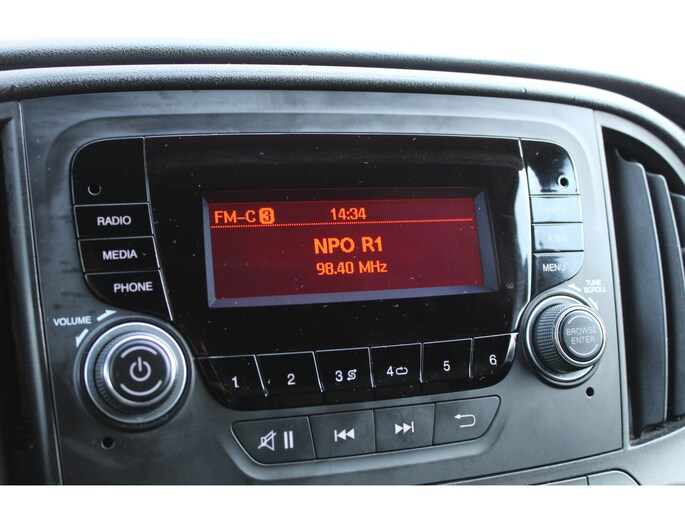 FM-C 3 14:34
NPO R1
98.40 MHz
RADIO
MEDIA
PHONE
ABC
MENU
VOLUME
TUNE
SCROLL
BROWSE
ENTER
1 2 3 4 5 6